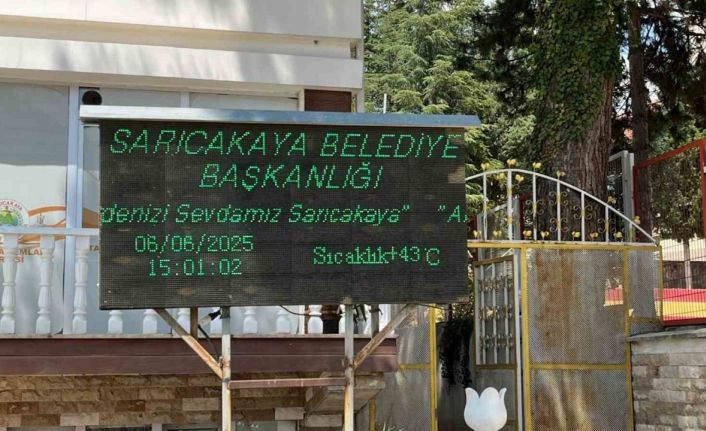 SARICAKAYA BELEDİYE
BAŞKANLIĞI
denizi Sevdamız Sarıcakaya" "A
06/06/2025
Sıcaklık+43°C
15:01:02